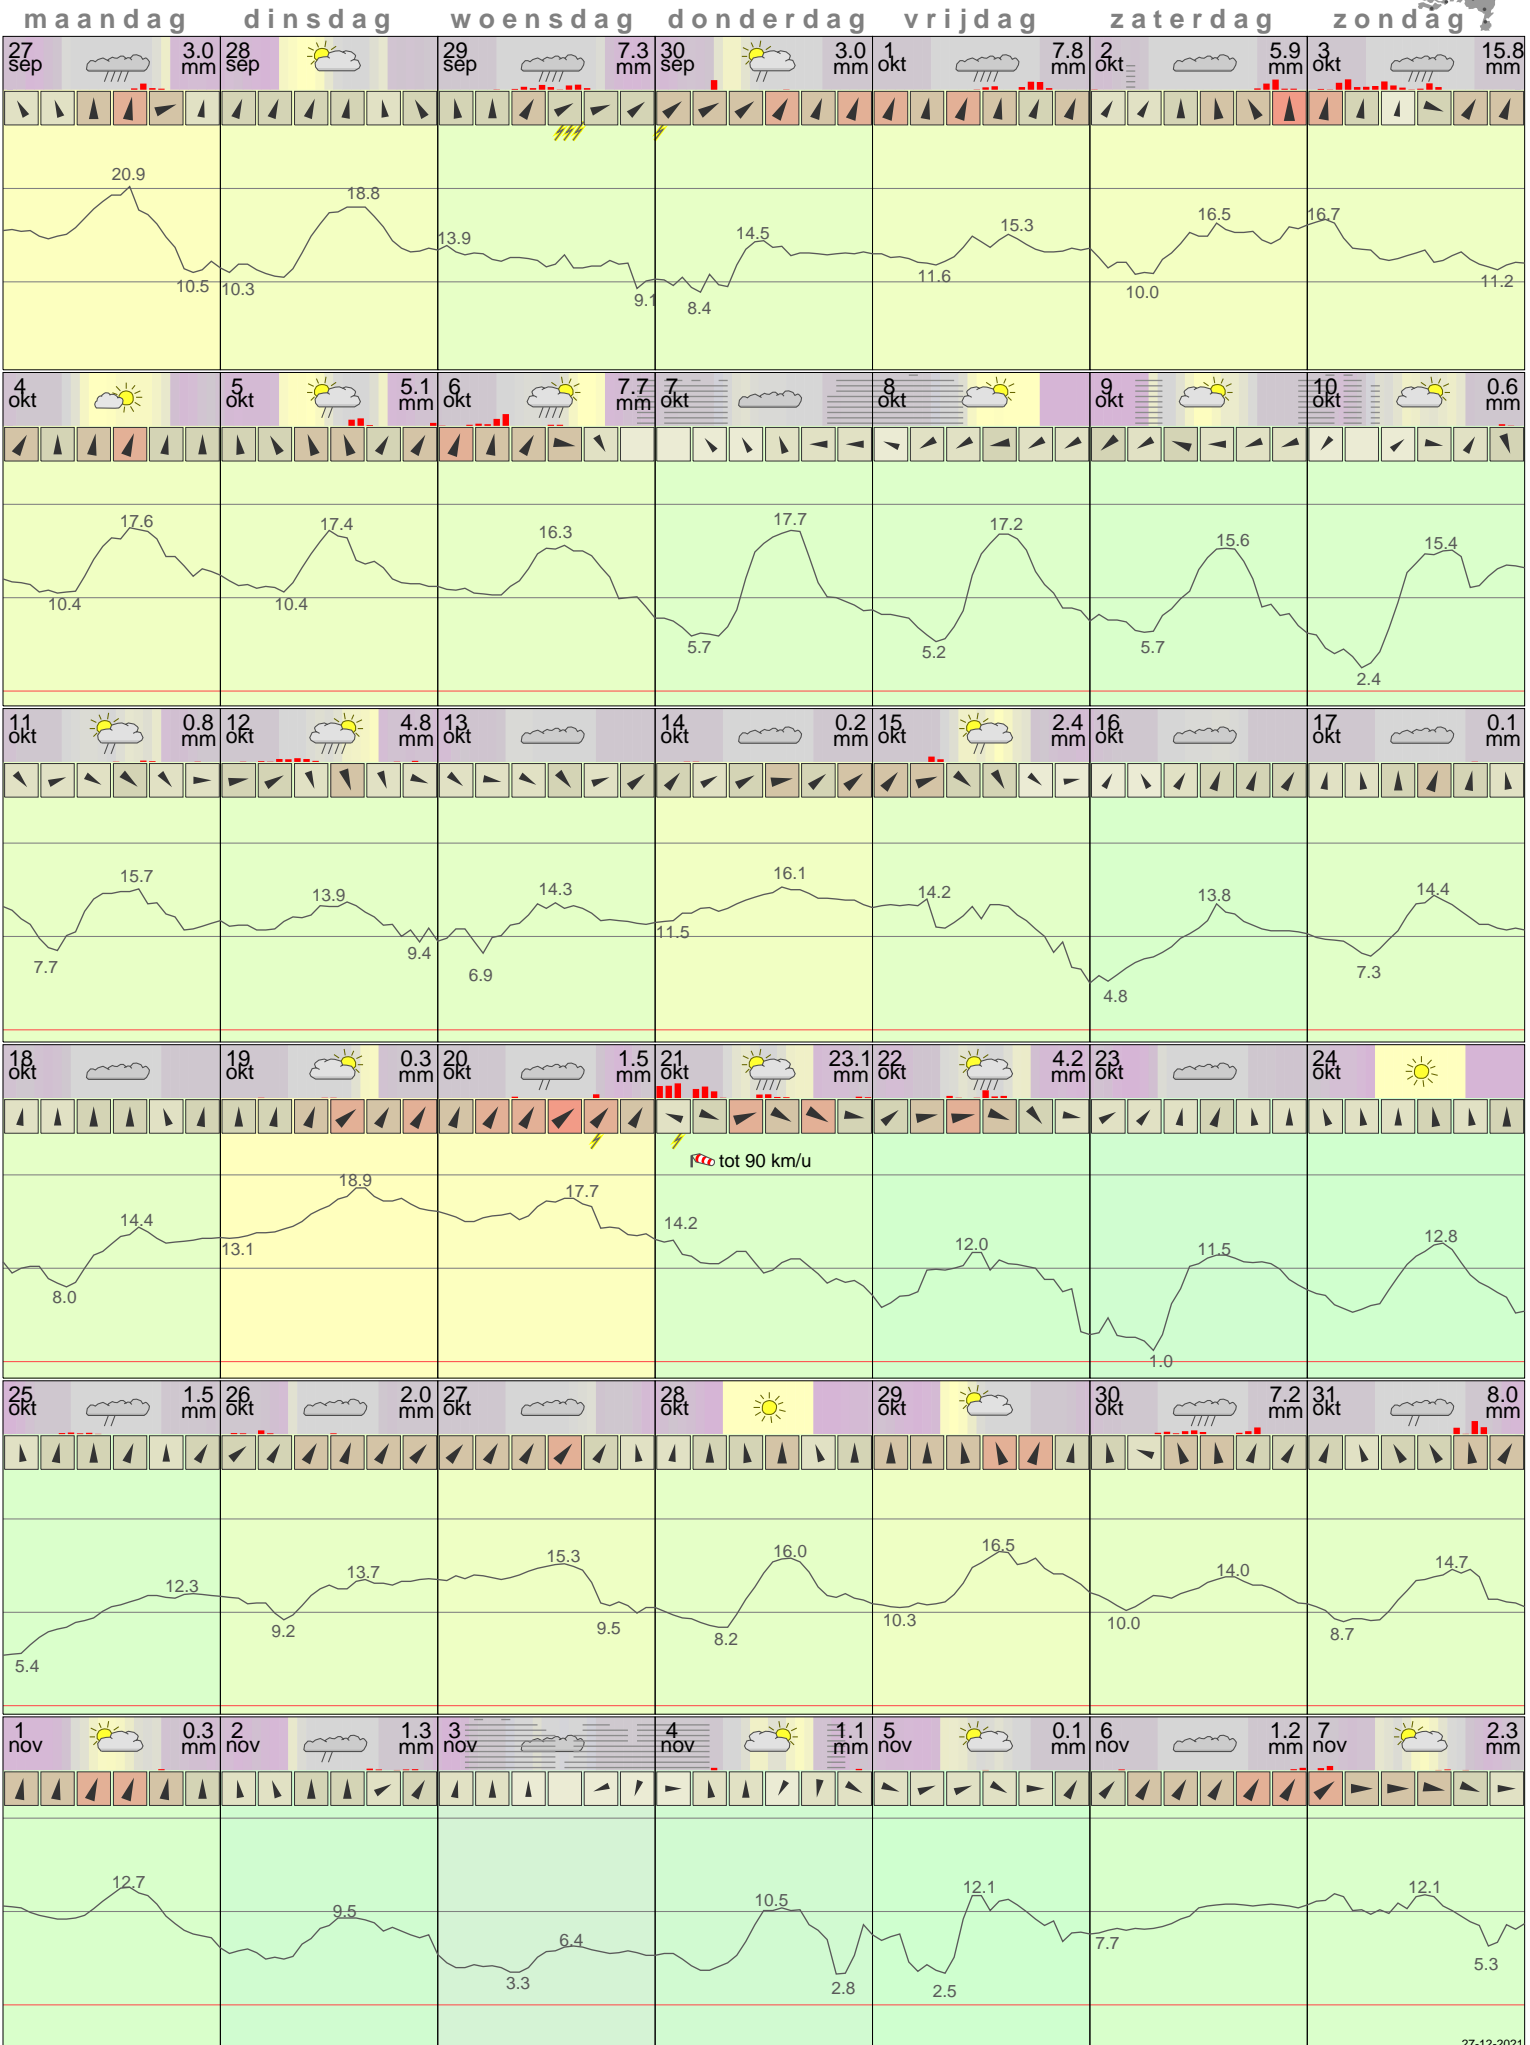 maandag dinsdag woensdag donderdag vrijdag zaterdag zondag
27 sep 3.0 mm 28 sep 29 sep 7.3 mm 30 sep 3.0 mm 1 okt 7.8 mm 2 okt 5.9 mm 3 okt 15.8 mm
20.9 10.5 10.3 18.8 13.9 9.1 8.4 14.5 11.6 15.3 10.0 16.5 16.7 11.2
4 okt 5 okt 5.1 mm 6 okt 7.7 mm 7 okt 8 okt 9 okt 10 okt 0.6 mm
10.4 17.6 10.4 17.4 16.3 5.7 17.7 5.2 17.2 5.7 15.6 2.4 15.4
11 okt 0.8 mm 12 okt 4.8 mm 13 okt 14 okt 0.2 mm 15 okt 2.4 mm 16 okt 17 okt 0.1 mm
7.7 15.7 13.9 9.4 6.9 14.3 11.5 16.1 14.2 4.8 13.8 7.3 14.4
18 okt 19 okt 0.3 mm 20 okt 1.5 mm 21 okt 23.1 mm 22 okt 4.2 mm 23 okt 24 okt
tot 90 km/u
8.0 14.4 13.1 18.9 17.7 14.2 12.0 1.0 11.5 12.8
25 okt 1.5 mm 26 okt 2.0 mm 27 okt 28 okt 29 okt 30 okt 7.2 mm 31 okt 8.0 mm
5.4 12.3 9.2 13.7 15.3 9.5 8.2 16.0 10.3 16.5 10.0 14.0 8.7 14.7
1 nov 0.3 mm 2 nov 1.3 mm 3 nov 4 nov 1.1 mm 5 nov 0.1 mm 6 nov 1.2 mm 7 nov 2.3 mm
12.7 9.5 3.3 6.4 10.5 2.8 2.5 12.1 7.7 12.1 5.3
27-12-2021